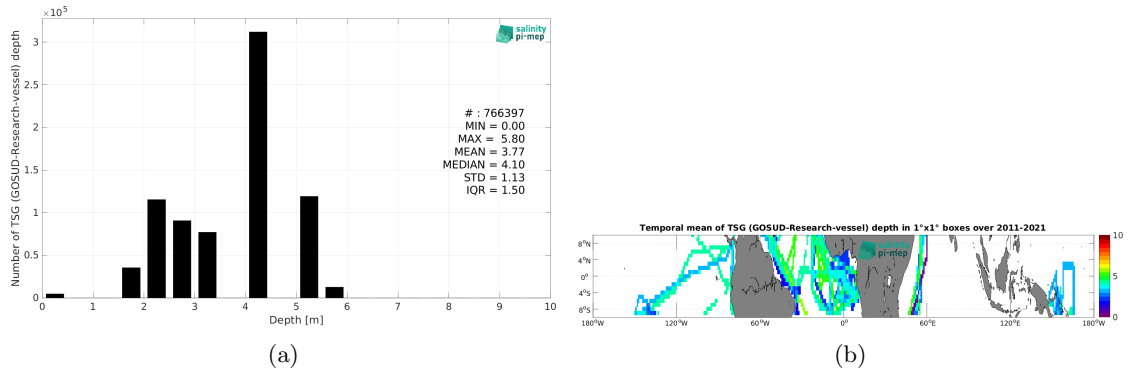 ×10⁵
3
2.5
2
1.5
1
0.5
0
Number of TSG (GOSUD-Research-vessel) depth
salinity
pi-mep
# : 766397
MIN = 0.00
MAX = 5.80
MEAN = 3.77
MEDIAN = 4.10
STD = 1.13
IQR = 1.50
0 1 2 3 4 5 6 7 8 9 10
Depth [m]
(a)
Temporal mean of TSG (GOSUD-Research-vessel) depth in 1°x1° boxes over 2011-2021
8°N
4°N
0°
4°S
8°S
salinity
pi-mep
10
5
0
180°W 120°W 60°W 0° 60°E 120°E 180°W
(b)